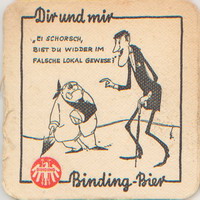 Dir und mir
„EI SCHORSCH,
BIST DU WIDDER IM
FALSCHE LOKAL GEWESE?"
Binding-Bier